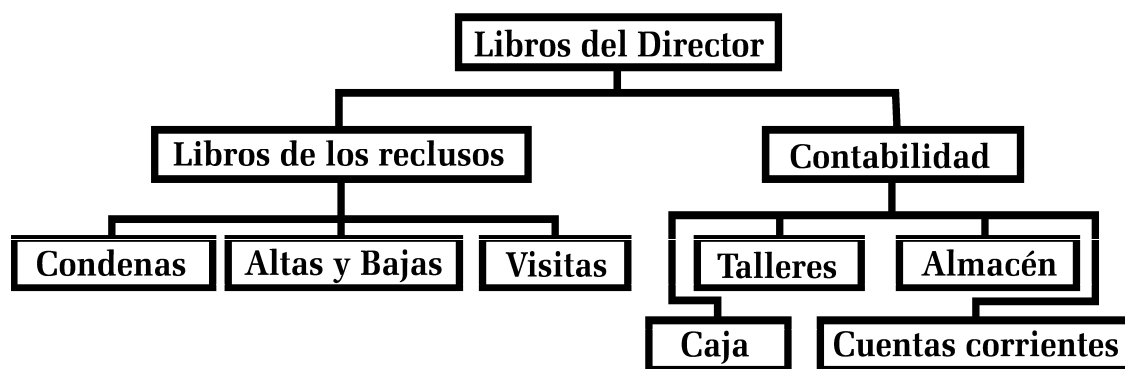 Libros del Director
Libros de los reclusos
Contabilidad
Condenas
Altas y Bajas
Visitas
Talleres
Almacén
Caja
Cuentas corrientes